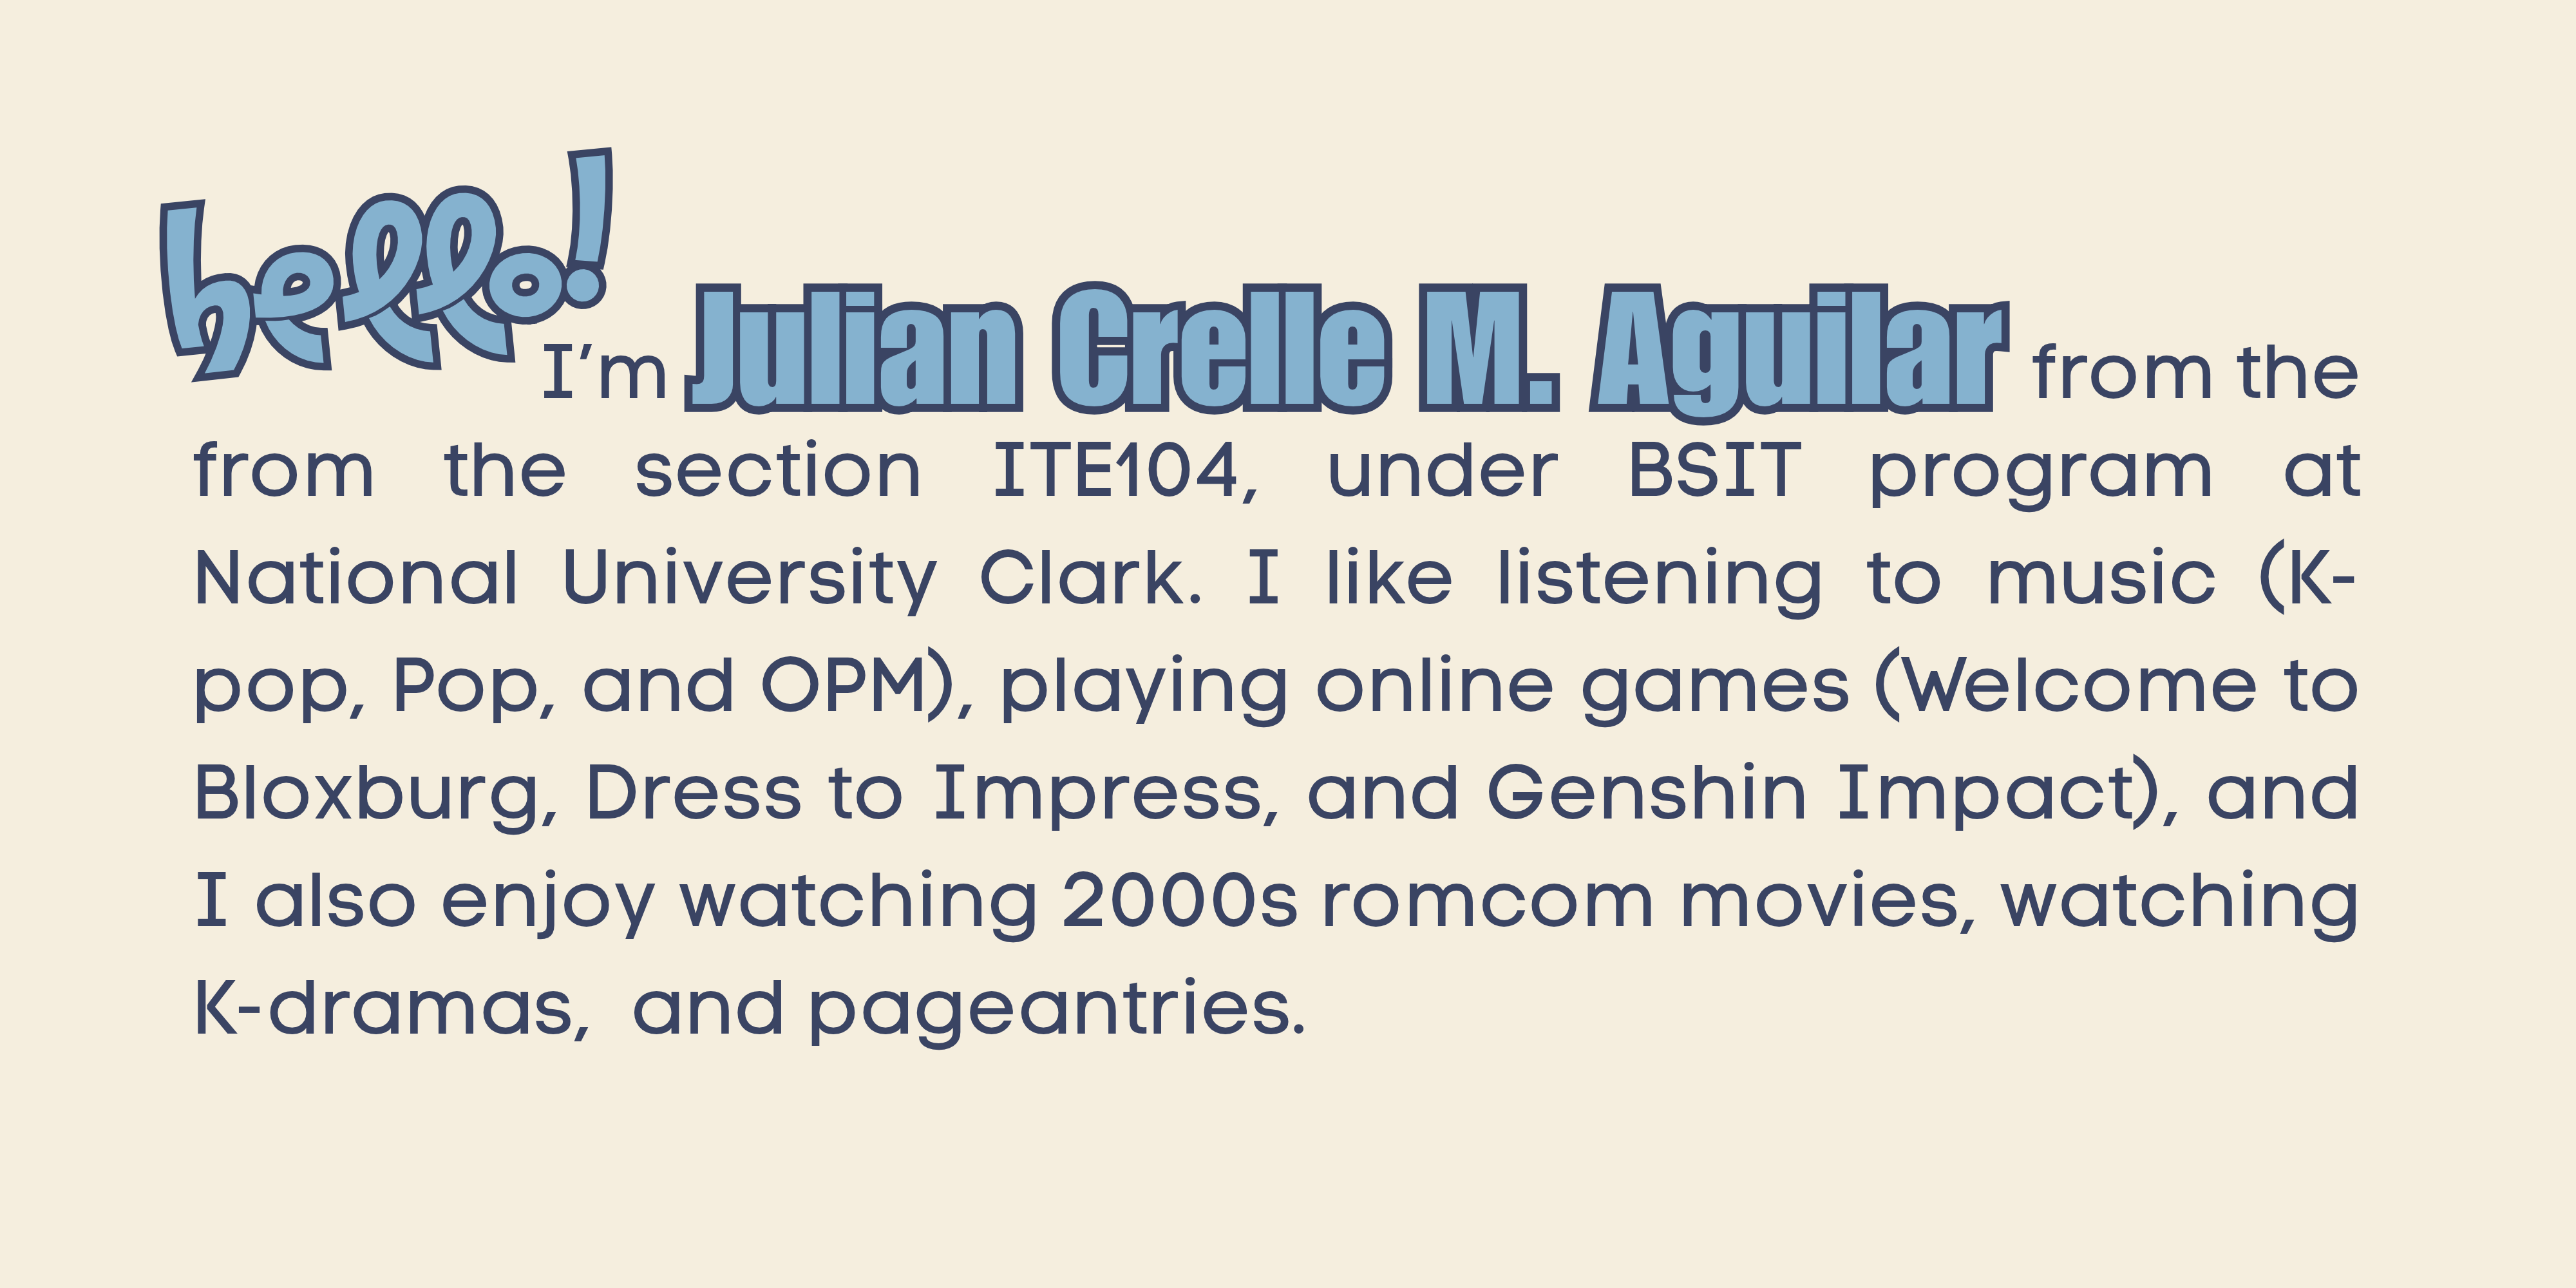 hello!
I'm Julian Crelle M. Aguilar from the
from the section ITE104, under BSIT program at
National University Clark. I like listening to music (K-
pop, Pop, and OPM), playing online games (Welcome to
Bloxburg, Dress to Impress, and Genshin Impact), and
I also enjoy watching 2000s romcom movies, watching
K-dramas,  and pageantries.